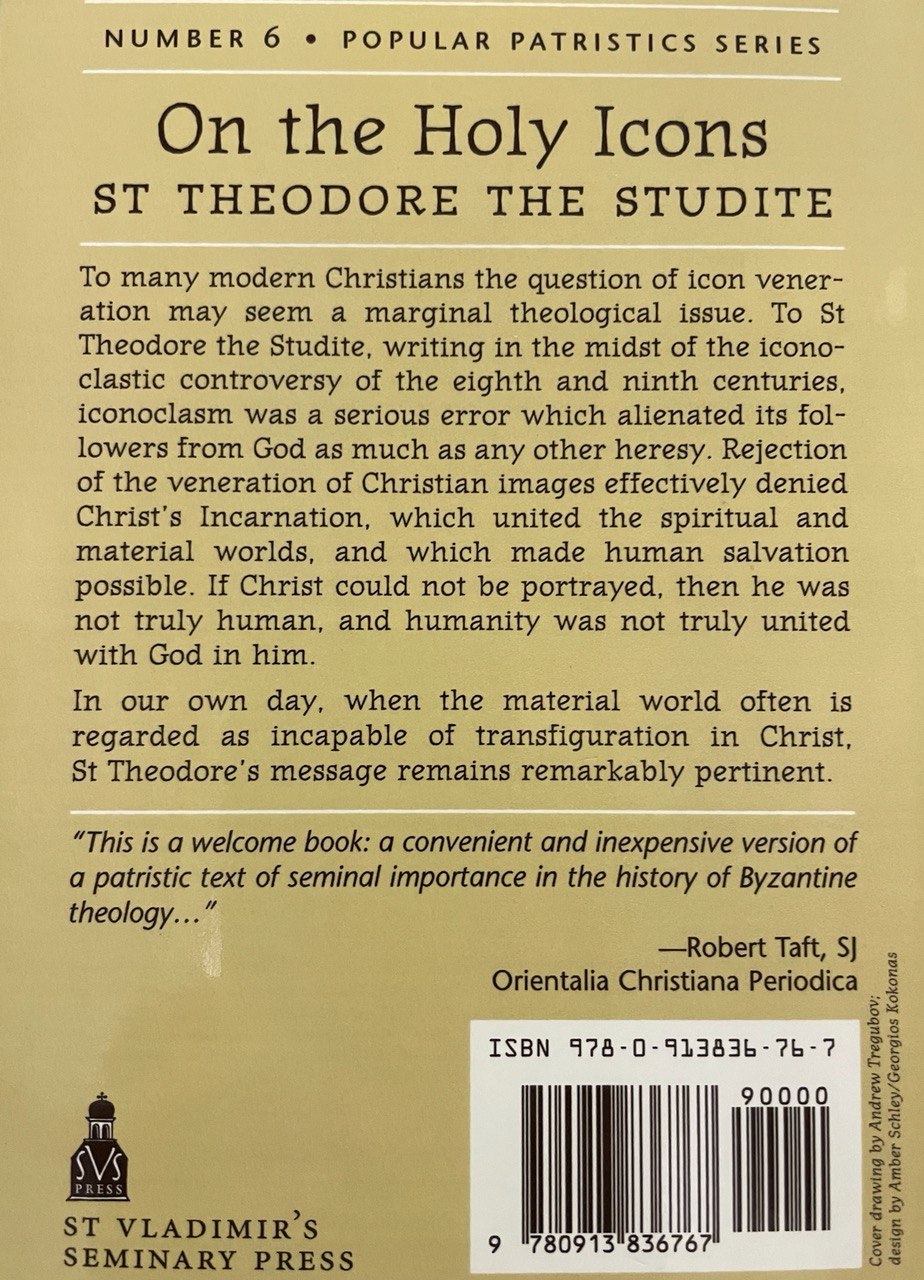 NUMBER 6 • POPULAR PATRISTICS SERIES
On the Holy Icons
ST THEODORE THE STUDITE
To many modern Christians the question of icon vener-
ation may seem a marginal theological issue. To St
Theodore the Studite, writing in the midst of the icono-
clastic controversy of the eighth and ninth centuries,
iconoclasm was a serious error which alienated its fol-
lowers from God as much as any other heresy. Rejection
of the veneration of Christian images effectively denied
Christ's Incarnation, which united the spiritual and
material worlds, and which made human salvation
possible. If Christ could not be portrayed, then he was
not truly human, and humanity was not truly united
with God in him.
In our own day, when the material world often is
regarded as incapable of transfiguration in Christ,
St Theodore's message remains remarkably pertinent.
“This is a welcome book: a convenient and inexpensive version of
a patristic text of seminal importance in the history of Byzantine
theology…”
—Robert Taft, SJ
Orientalia Christiana Periodica
ISBN 978-0-913836-76-7
90000
9 780913 836767
Cover drawing by Andrew Tregubov;
design by Amber Schley/Georgios Kokonas
SVS
PRESS
ST VLADIMIR'S
SEMINARY PRESS